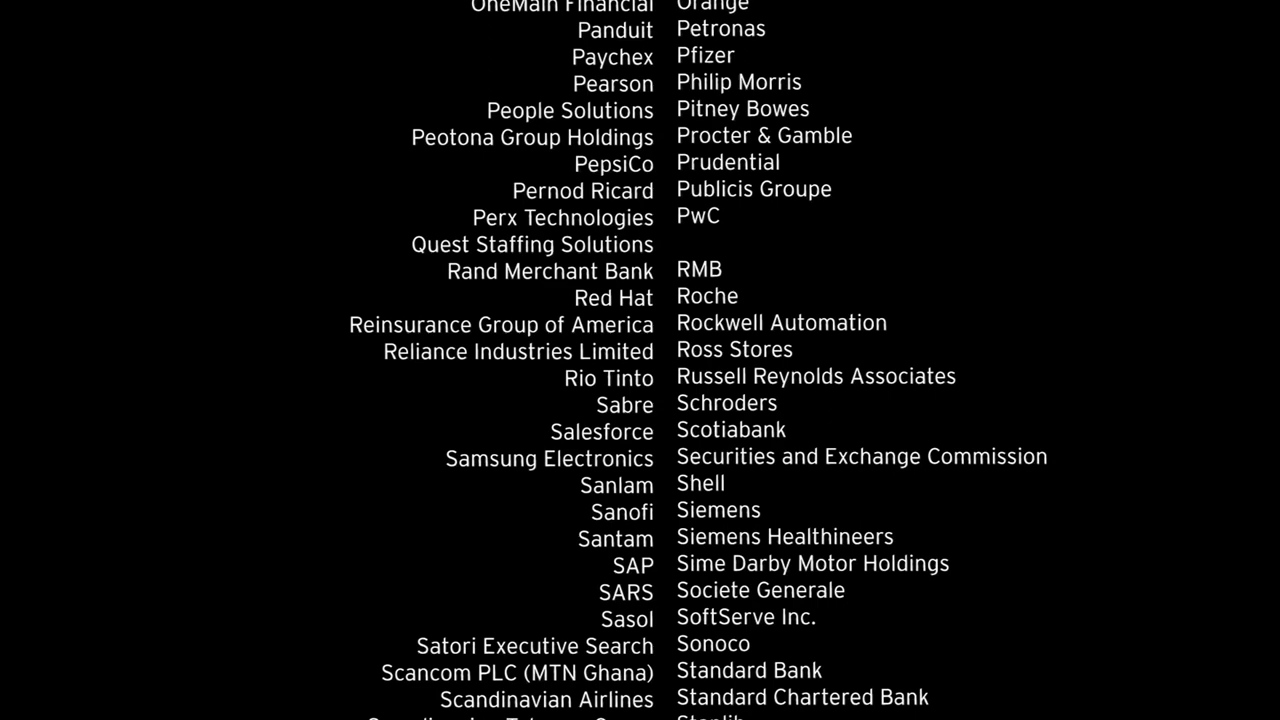 OneMain Financial Orange
Panduit Petronas
Paychex Pfizer
Pearson Philip Morris
People Solutions Pitney Bowes
Peotona Group Holdings Procter & Gamble
PepsiCo Prudential
Pernod Ricard Publicis Groupe
Perx Technologies PwC
Quest Staffing Solutions
Rand Merchant Bank RMB
Red Hat Roche
Reinsurance Group of America Rockwell Automation
Reliance Industries Limited Ross Stores
Rio Tinto Russell Reynolds Associates
Sabre Schroders
Salesforce Scotiabank
Samsung Electronics Securities and Exchange Commission
Sanlam Shell
Sanofi Siemens
Santam Siemens Healthineers
SAP Sime Darby Motor Holdings
SARS Societe Generale
Sasol SoftServe Inc.
Satori Executive Search Sonoco
Scancom PLC (MTN Ghana) Standard Bank
Scandinavian Airlines Standard Chartered Bank